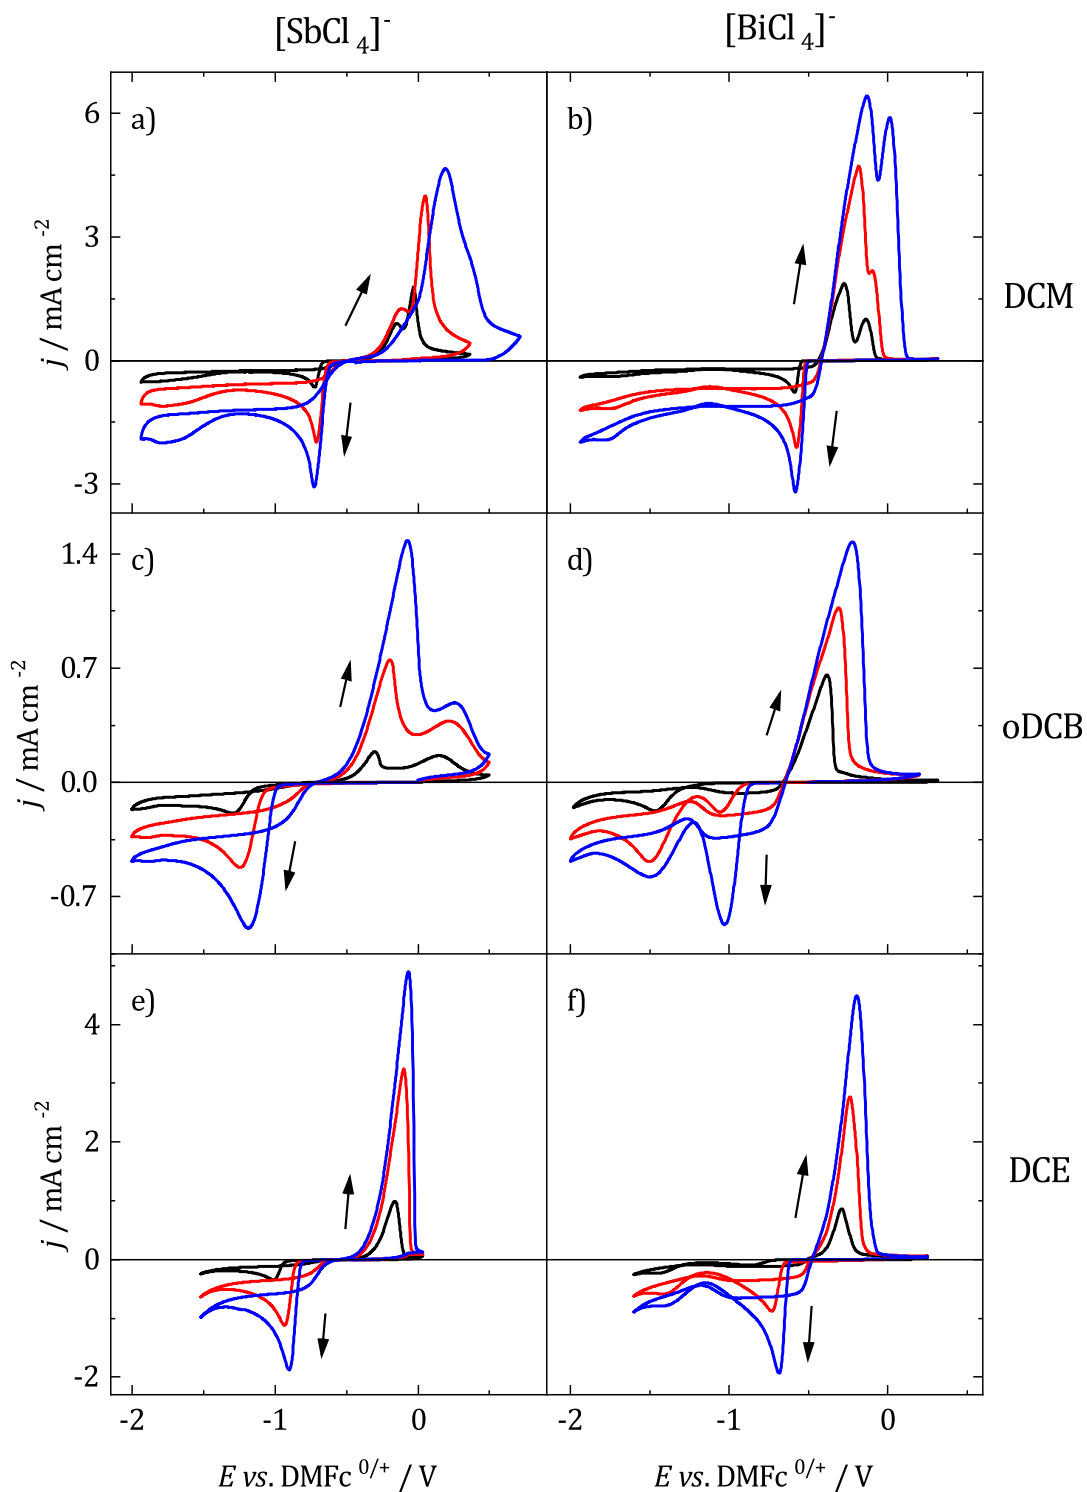 [SbCl₄]⁻ [BiCl₄]⁻
a) b)
6
3
0
-3
j / mA cm⁻²
DCM
c) d)
1.4
0.7
0.0
-0.7
j / mA cm⁻²
oDCB
e) f)
4
2
0
-2
j / mA cm⁻²
DCE
-2 -1 0 -2 -1 0
E vs. DMFc⁰/⁺ / V E vs. DMFc⁰/⁺ / V